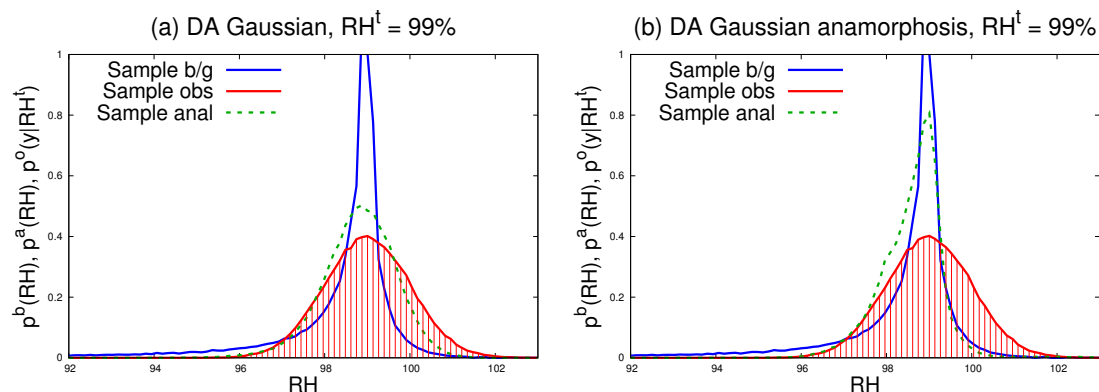 (a) DA Gaussian, RH^t = 99%
Sample b/g
Sample obs
Sample anal
p^b(RH), p^a(RH), p^o(y|RH^t)
1
0.8
0.6
0.4
0.2
0
92 94 96 98 100 102
RH
(b) DA Gaussian anamorphosis, RH^t = 99%
Sample b/g
Sample obs
Sample anal
p^b(RH), p^a(RH), p^o(y|RH^t)
1
0.8
0.6
0.4
0.2
0
92 94 96 98 100 102
RH